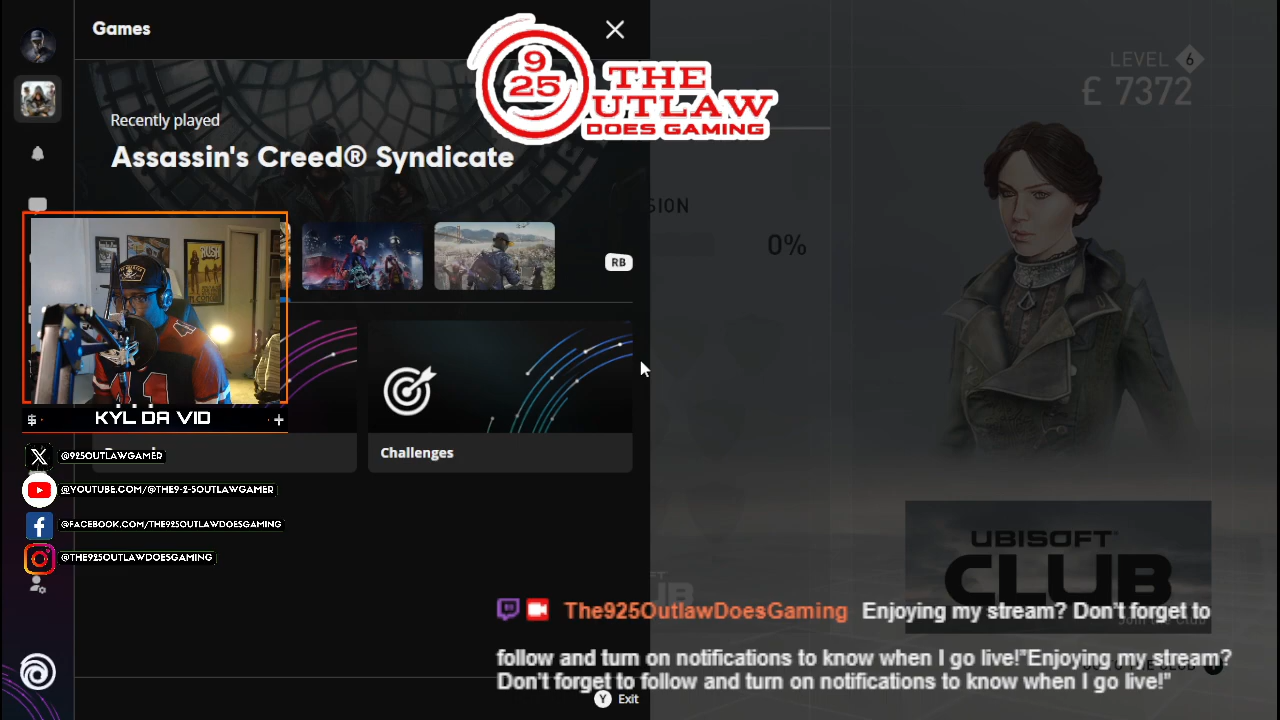 Games
9
25
THE
OUTLAW
DOES GAMING
LEVEL 6
£ 7372
Recently played
Assassin's Creed® Syndicate
0%
RB
RUSH
KYL DA VID
Challenges
@925OUTLAWGAMER
@YOUTUBE.COM/@THE9-2-5OUTLAWGAMER
@FACEBOOK.COM/THE925OUTLAWDOESGAMING
@THE925OUTLAWDOESGAMING
UBISOFT
CLUB
The925OutlawDoesGaming Enjoying my stream? Don't forget to
follow and turn on notifications to know when I go live!"Enjoying my stream?
Don't forget to follow and turn on notifications to know when I go live!"
Y Exit